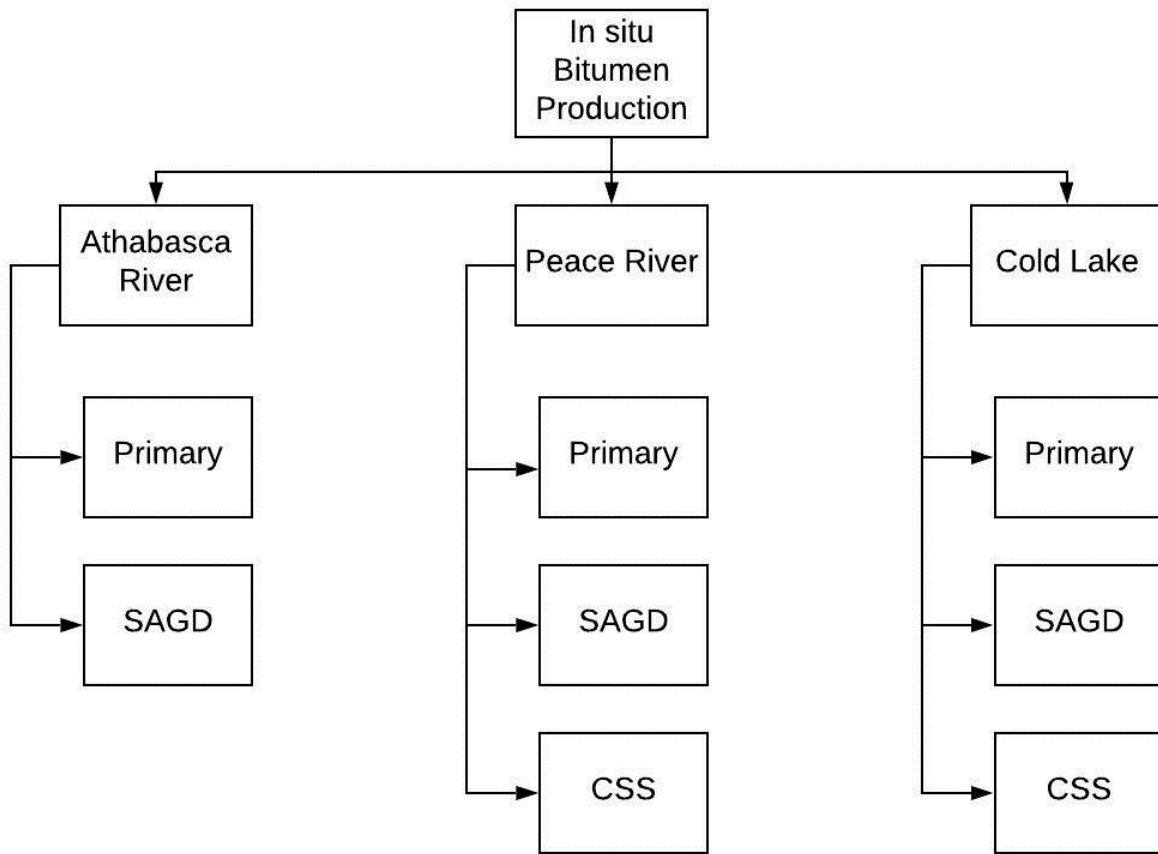 In situ
Bitumen
Production
Athabasca
River
Peace River
Cold Lake
Primary
Primary
Primary
SAGD
SAGD
SAGD
CSS
CSS